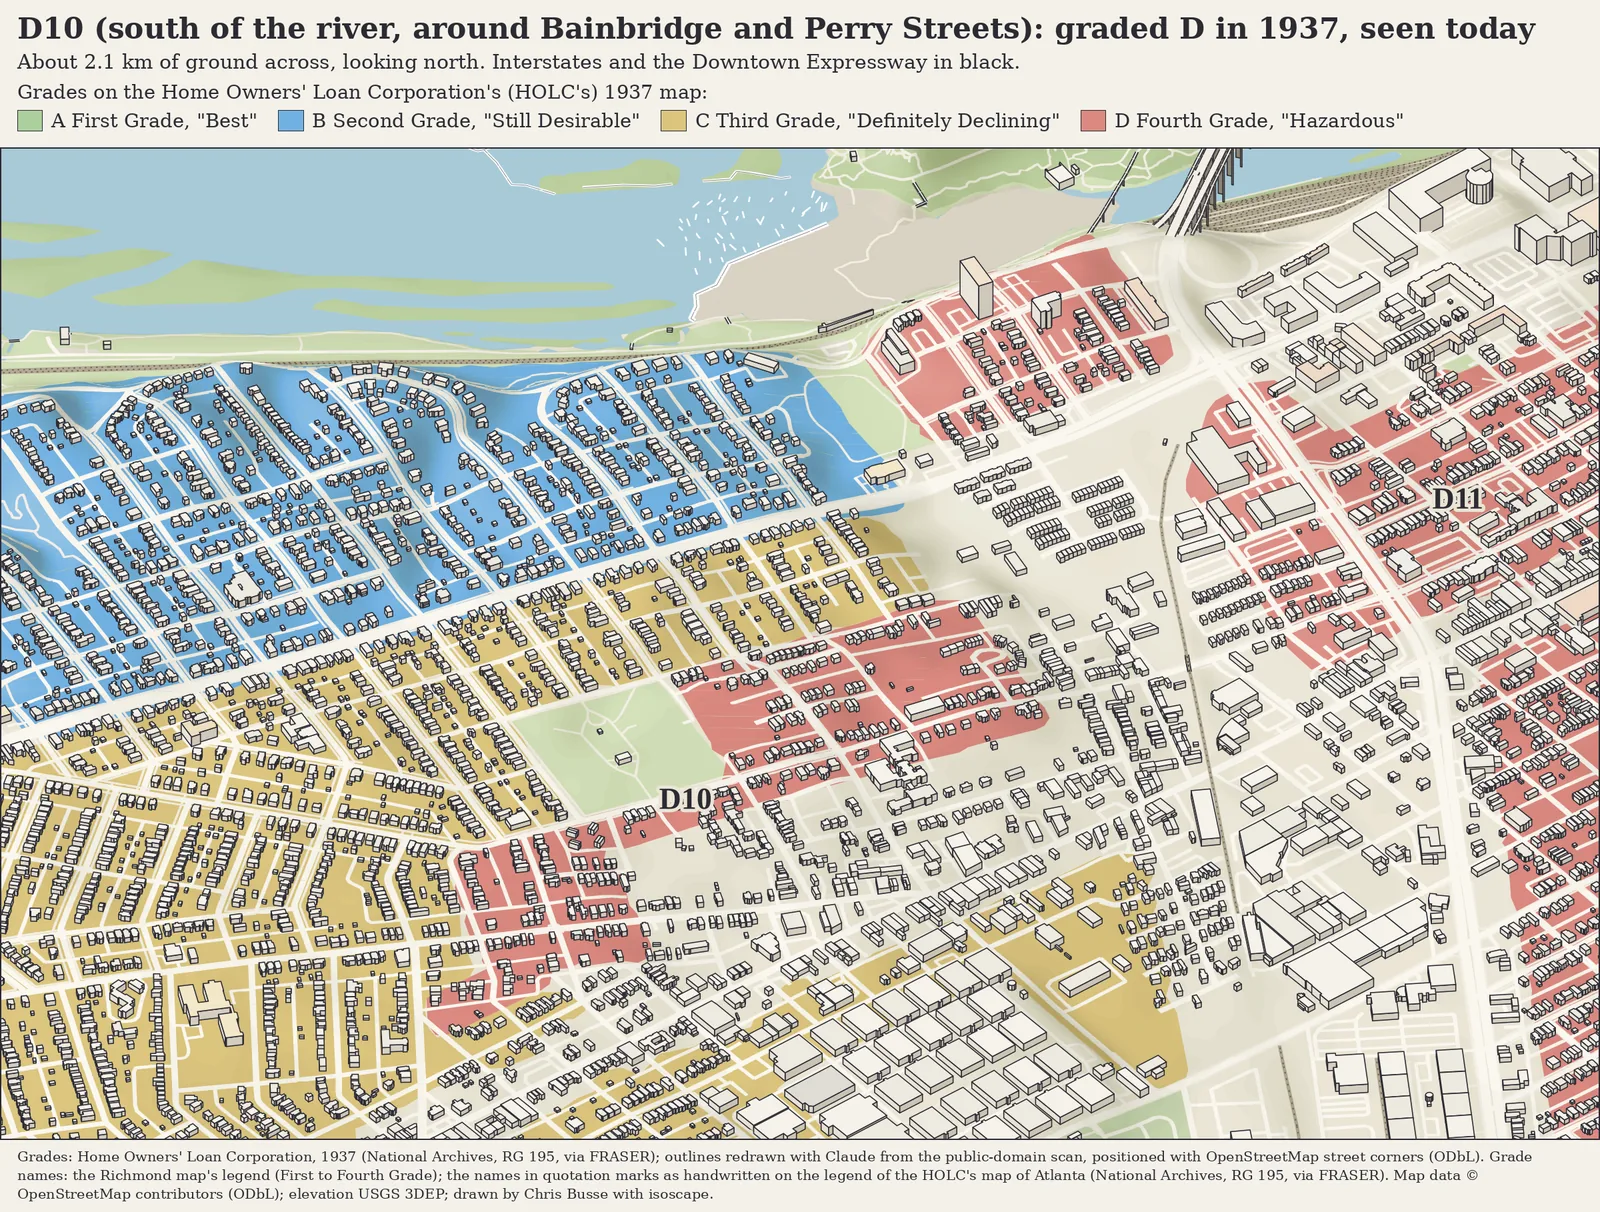 D10 (south of the river, around Bainbridge and Perry Streets): graded D in 1937, seen today
About 2.1 km of ground across, looking north. Interstates and the Downtown Expressway in black.
Grades on the Home Owners' Loan Corporation's (HOLC's) 1937 map:
A First Grade, "Best" B Second Grade, "Still Desirable" C Third Grade, "Definitely Declining" D Fourth Grade, "Hazardous"
D11
D10
Grades: Home Owners' Loan Corporation, 1937 (National Archives, RG 195, via FRASER); outlines redrawn with Claude from the public-domain scan, positioned with OpenStreetMap street corners (ODbL). Grade
names: the Richmond map's legend (First to Fourth Grade); the names in quotation marks as handwritten on the legend of the HOLC's map of Atlanta (National Archives, RG 195, via FRASER). Map data ©
OpenStreetMap contributors (ODbL); elevation USGS 3DEP; drawn by Chris Busse with isoscape.